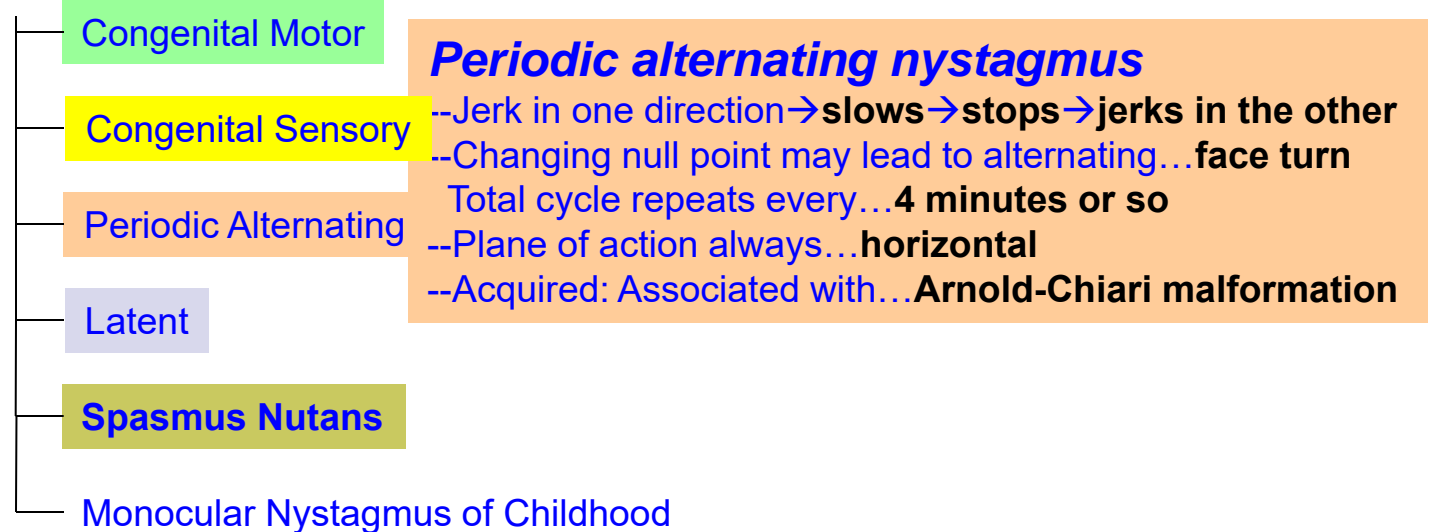 Congenital Motor
Congenital Sensory
Periodic Alternating
Latent
Spasmus Nutans
Monocular Nystagmus of Childhood
Periodic alternating nystagmus
--Jerk in one direction→slows→stops→jerks in the other
--Changing null point may lead to alternating…face turn
Total cycle repeats every…4 minutes or so
--Plane of action always…horizontal
--Acquired: Associated with…Arnold-Chiari malformation